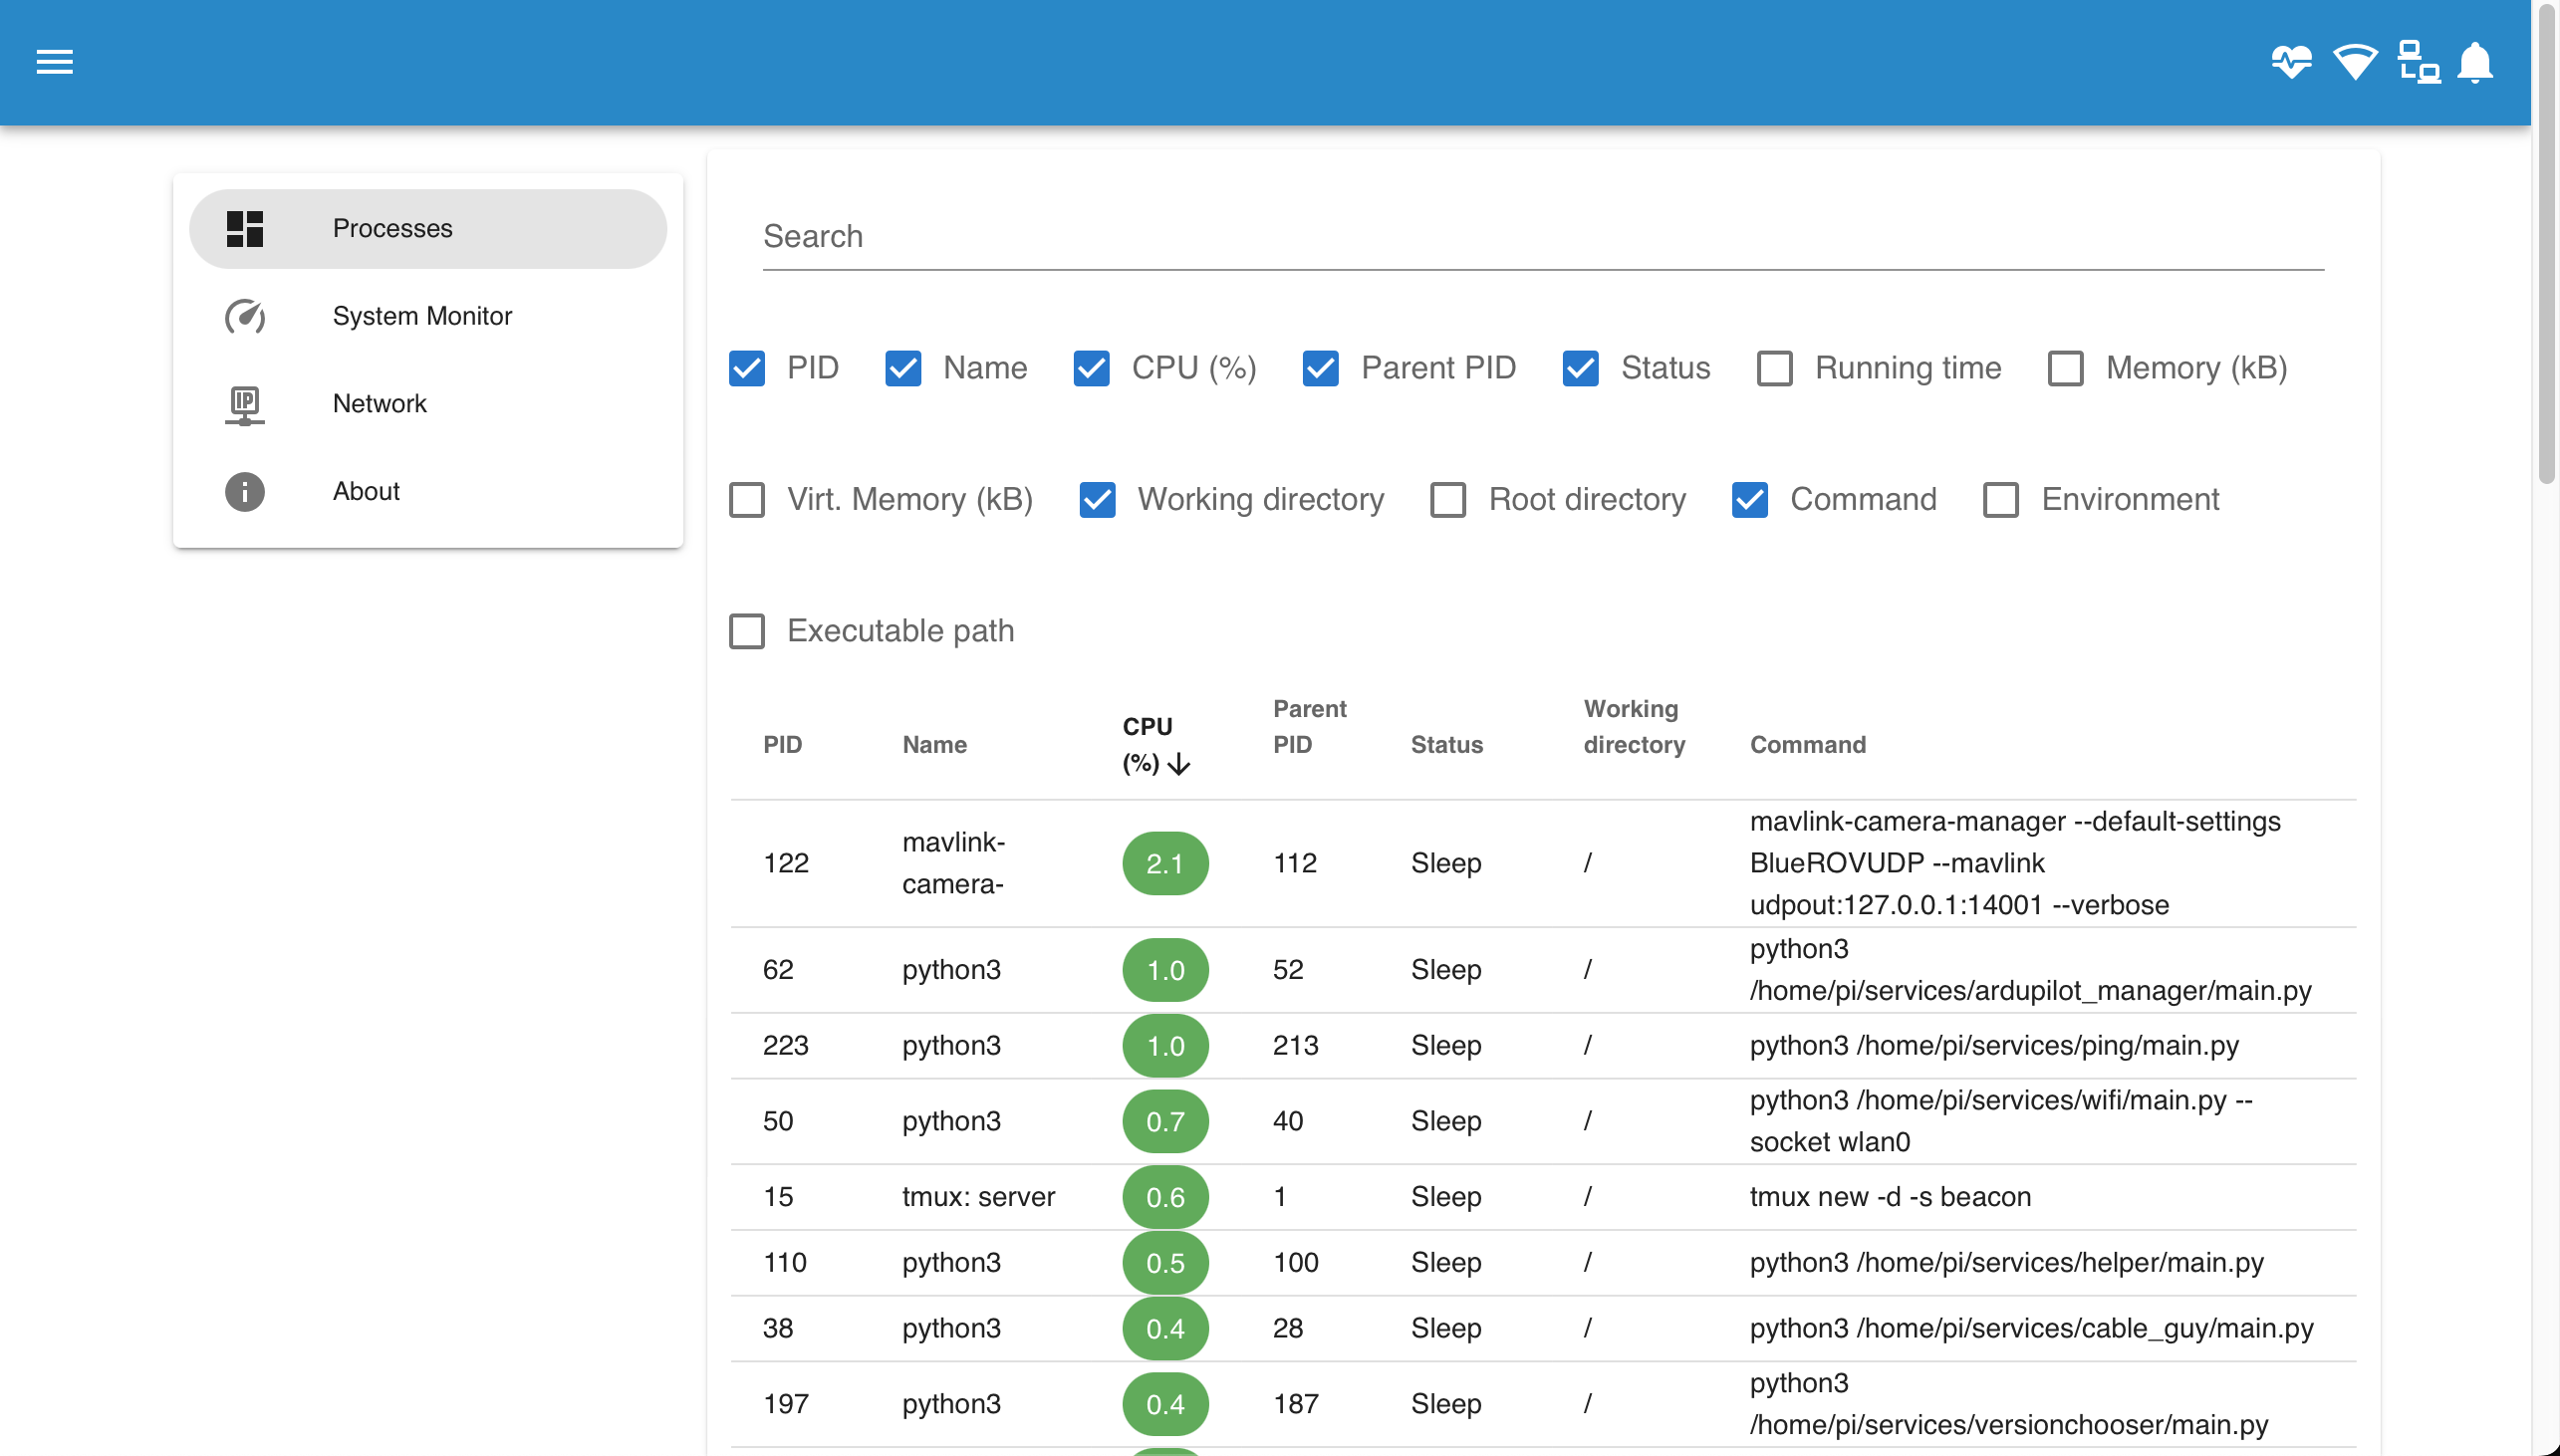 Processes
System Monitor
IP
Network
About
Search
PID Name CPU (%) Parent PID Status Running time Memory (kB)
Virt. Memory (kB) Working directory Root directory Command Environment
Executable path
PID Name CPU (%) Parent PID Status Working directory Command
122 mavlink-camera- 2.1 112 Sleep / mavlink-camera-manager --default-settings
BlueROVUDP --mavlink
udpout:127.0.0.1:14001 --verbose
62 python3 1.0 52 Sleep / python3
/home/pi/services/ardupilot_manager/main.py
223 python3 1.0 213 Sleep / python3 /home/pi/services/ping/main.py
50 python3 0.7 40 Sleep / python3 /home/pi/services/wifi/main.py --
socket wlan0
15 tmux: server 0.6 1 Sleep / tmux new -d -s beacon
110 python3 0.5 100 Sleep / python3 /home/pi/services/helper/main.py
38 python3 0.4 28 Sleep / python3 /home/pi/services/cable_guy/main.py
197 python3 0.4 187 Sleep / python3
/home/pi/services/versionchooser/main.py